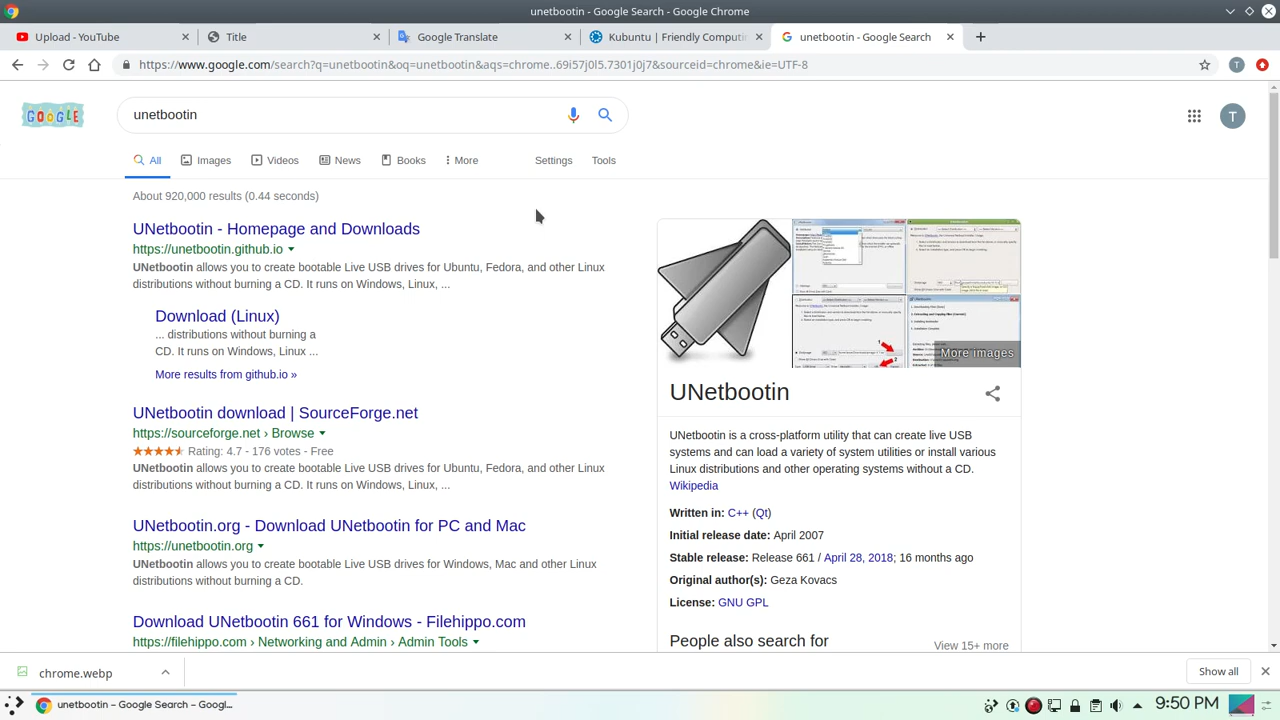 unetbootin - Google Search - Google Chrome
Upload - YouTube
Title
Google Translate
Kubuntu | Friendly Computin
unetbootin - Google Search
https://www.google.com/search?q=unetbootin&oq=unetbootin&aqs=chrome..69i57j0l5.7301j0j7&sourceid=chrome&ie=UTF-8
T
GOOGLE
unetbootin
T
All
Images
Videos
News
Books
More
Settings
Tools
About 920,000 results (0.44 seconds)
UNetbootin - Homepage and Downloads
UNetbootin allows you to create bootable Live USB drives for Ubuntu, Fedora, and other Linux
distributions without burning a CD. It runs on Windows, Linux, ...
Download (Linux)
... distributions without burning a
CD. It runs on Windows, Linux ...
More results from github.io »
UNetbootin download | SourceForge.net
https://sourceforge.net › Browse
Rating: 4.7 - 176 votes - Free
UNetbootin allows you to create bootable Live USB drives for Ubuntu, Fedora, and other Linux
distributions without burning a CD. It runs on Windows, Linux, ...
UNetbootin.org - Download UNetbootin for PC and Mac
https://unetbootin.org
UNetbootin allows you to create bootable Live USB drives for Windows, Mac and other Linux
distributions without burning a CD.
Download UNetbootin 661 for Windows - Filehippo.com
https://filehippo.com › Networking and Admin › Admin Tools
More images
UNetbootin
UNetbootin is a cross-platform utility that can create live USB
systems and can load a variety of system utilities or install various
Linux distributions and other operating systems without a CD.
Wikipedia
Written in: C++ (Qt)
Initial release date: April 2007
Stable release: Release 661 / April 28, 2018; 16 months ago
Original author(s): Geza Kovacs
License: GNU GPL
People also search for
View 15+ more
chrome.webp
Show all
unetbootin – Google Search – Googl...
9:50 PM